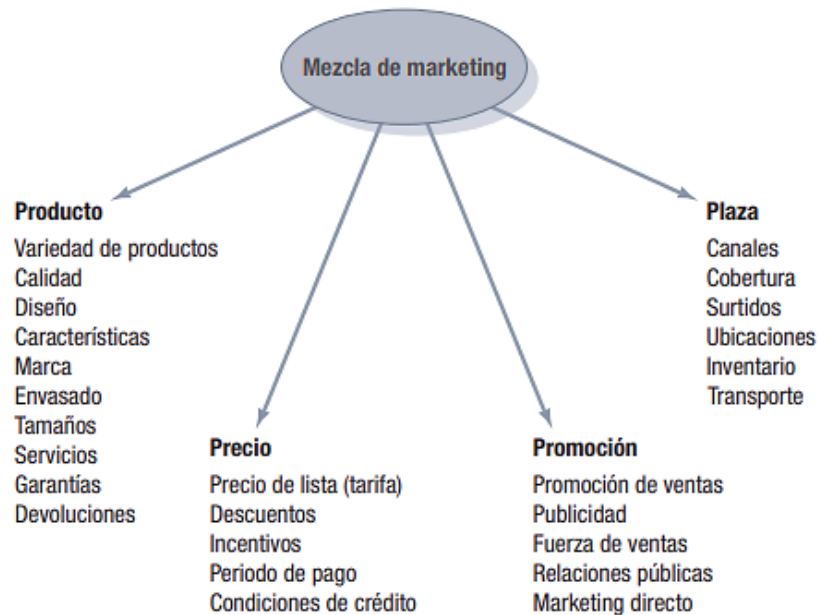 Mezcla de marketing
Producto
Variedad de productos
Calidad
Diseño
Características
Marca
Envasado
Tamaños
Servicios
Garantías
Devoluciones
Precio
Precio de lista (tarifa)
Descuentos
Incentivos
Periodo de pago
Condiciones de crédito
Promoción
Promoción de ventas
Publicidad
Fuerza de ventas
Relaciones públicas
Marketing directo
Plaza
Canales
Cobertura
Surtidos
Ubicaciones
Inventario
Transporte